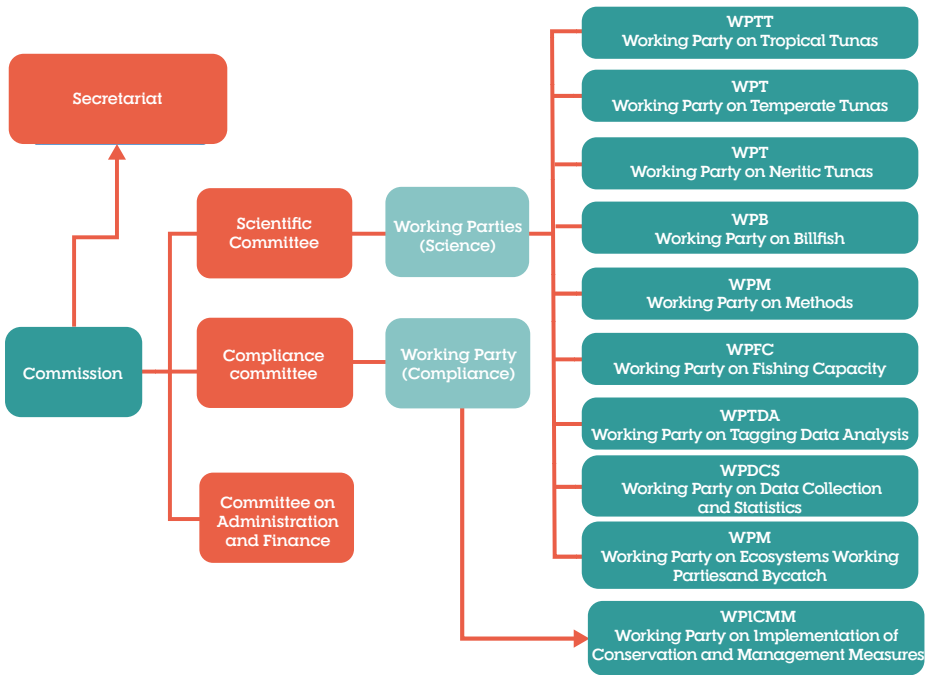 Secretariat
Commission
Scientific
Committee
Compliance
committee
Committee on
Administration
and Finance
Working Parties
(Science)
Working Party
(Compliance)
WPTT
Working Party on Tropical Tunas
WPT
Working Party on Temperate Tunas
WPT
Working Party on Neritic Tunas
WPB
Working Party on Billfish
WPM
Working Party on Methods
WPFC
Working Party on Fishing Capacity
WPTDA
Working Party on Tagging Data Analysis
WPDCS
Working Party on Data Collection
and Statistics
WPM
Working Party on Ecosystems Working
Partiesand Bycatch
WPICMM
Working Party on Implementation of
Conservation and Management Measures